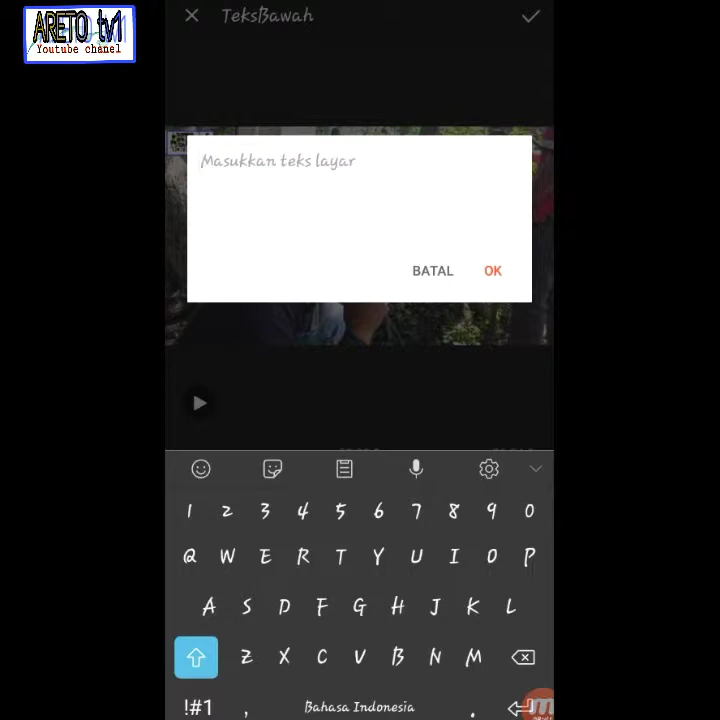 ARETO tv1
Youtube chanel
TeksBawah
Masukkan teks layar
BATAL OK
1 2 3 4 5 6 7 8 9 0
Q W E R T Y U I O P
A S D F G H J K L
Z X C V B N M
!#1 , Bahasa Indonesia .